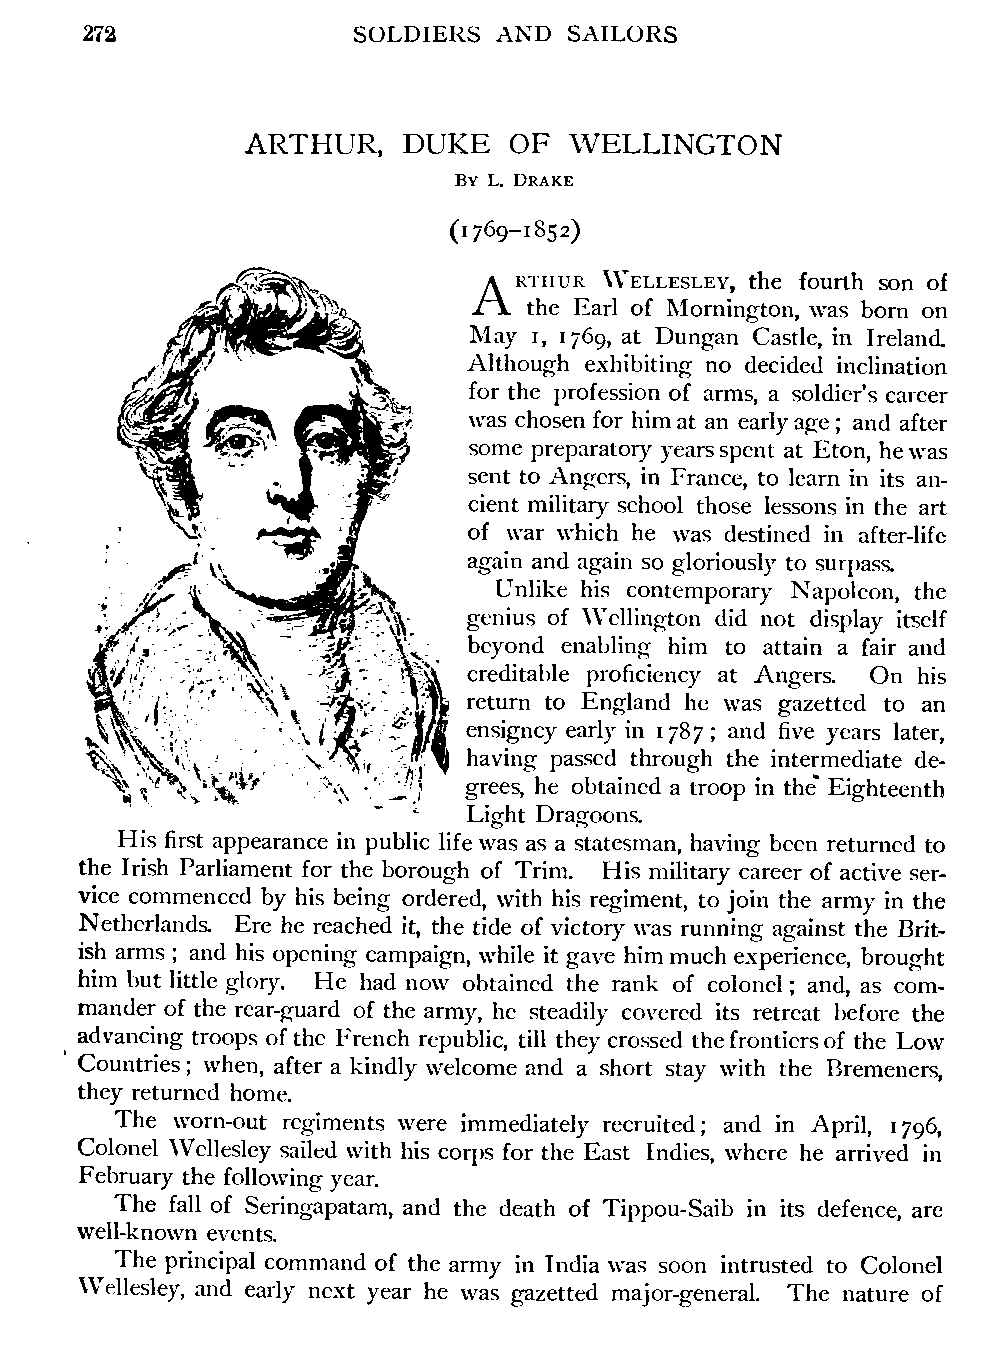 272 SOLDIERS AND SAILORS
ARTHUR, DUKE OF WELLINGTON
BY L. DRAKE
(1769–1852)
ARTHUR WELLESLEY, the fourth son of
the Earl of Mornington, was born on
May 1, 1769, at Dungan Castle, in Ireland.
Although exhibiting no decided inclination
for the profession of arms, a soldier's career
was chosen for him at an early age; and after
some preparatory years spent at Eton, he was
sent to Angers, in France, to learn in its an-
cient military school those lessons in the art
of war which he was destined in after-life
again and again so gloriously to surpass.
Unlike his contemporary Napoleon, the
genius of Wellington did not display itself
beyond enabling him to attain a fair and
creditable proficiency at Angers. On his
return to England he was gazetted to an
ensigncy early in 1787; and five years later,
having passed through the intermediate de-
grees, he obtained a troop in the Eighteenth
Light Dragoons.
His first appearance in public life was as a statesman, having been returned to
the Irish Parliament for the borough of Trim. His military career of active ser-
vice commenced by his being ordered, with his regiment, to join the army in the
Netherlands. Ere he reached it, the tide of victory was running against the Brit-
ish arms; and his opening campaign, while it gave him much experience, brought
him but little glory. He had now obtained the rank of colonel; and, as com-
mander of the rear-guard of the army, he steadily covered its retreat before the
advancing troops of the French republic, till they crossed the frontiers of the Low
Countries; when, after a kindly welcome and a short stay with the Bremeners,
they returned home.
The worn-out regiments were immediately recruited; and in April, 1796,
Colonel Wellesley sailed with his corps for the East Indies, where he arrived in
February the following year.
The fall of Seringapatam, and the death of Tippou-Saib in its defence, are
well-known events.
The principal command of the army in India was soon intrusted to Colonel
Wellesley, and early next year he was gazetted major-general. The nature of